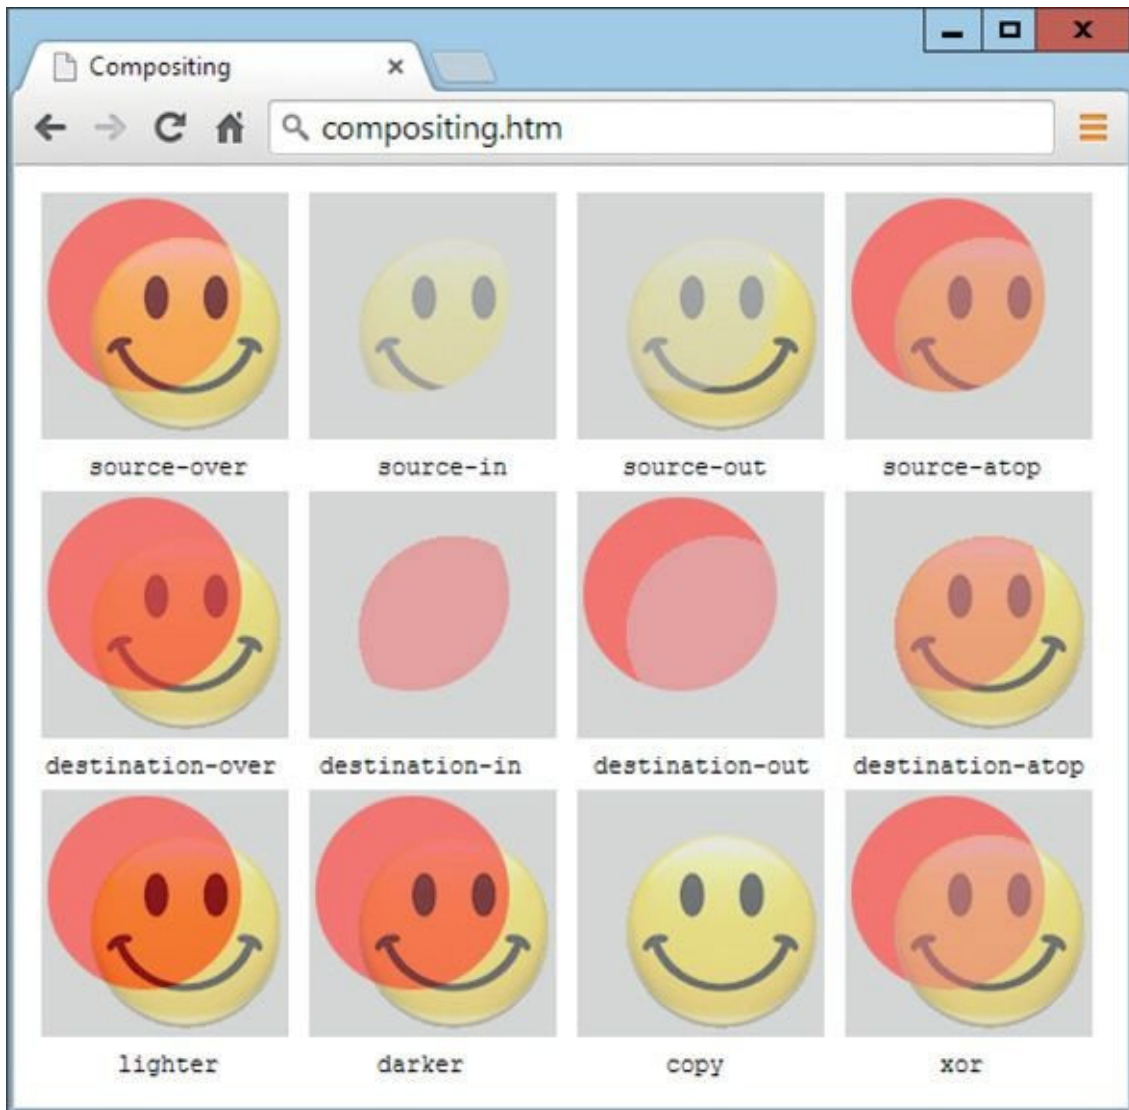 Compositing
compositing.htm
source-over source-in source-out source-atop
destination-over destination-in destination-out destination-atop
lighter darker copy xor